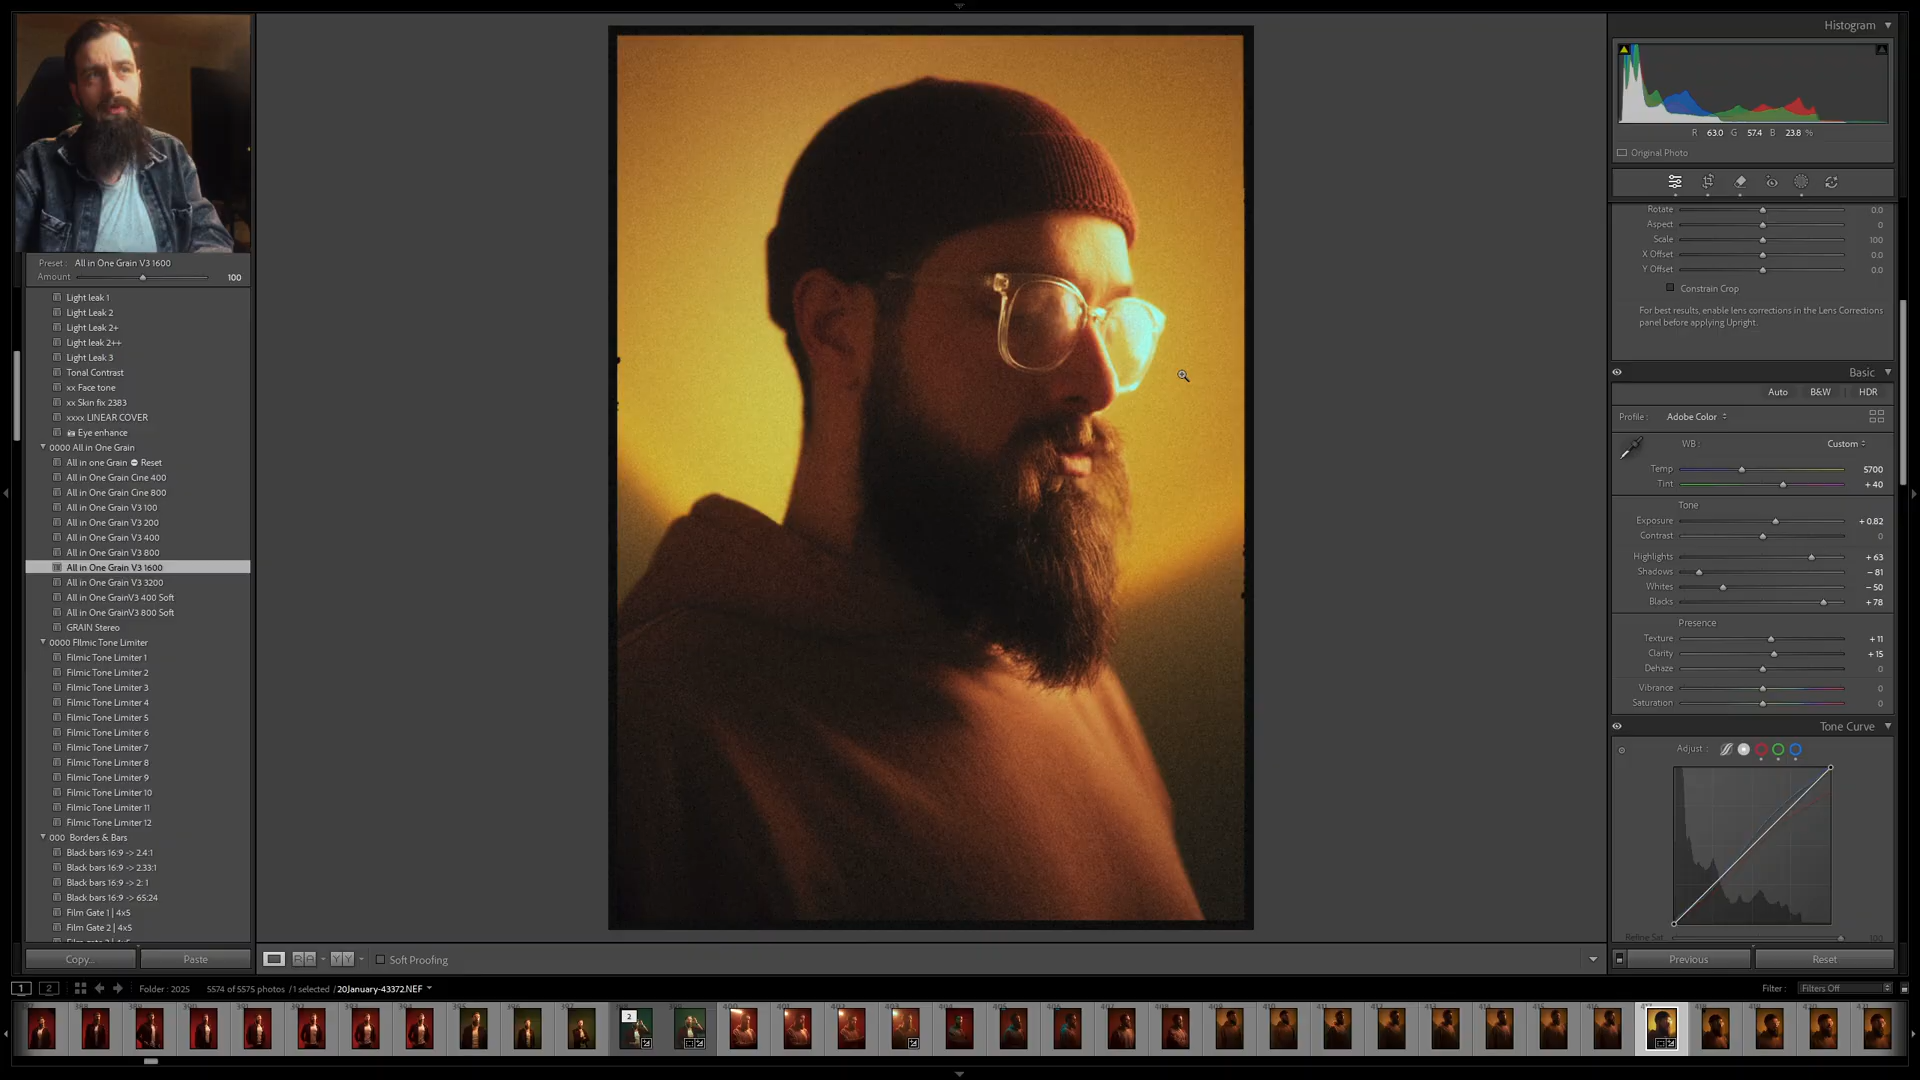 Preset : All in One Grain V3 1600
Amount 100
Light leak 1
Light Leak 2
Light Leak 2+
Light leak 2++
Light Leak 3
Tonal Contrast
xx Face tone
xx Skin fix 2383
xxxx LINEAR COVER
Eye enhance
0000 All in One Grain
All in one Grain Reset
All in One Grain Cine 400
All in One Grain Cine 800
All in One Grain V3 100
All in One Grain V3 200
All in One Grain V3 400
All in One Grain V3 800
All in One Grain V3 1600
All in One Grain V3 3200
All in One GrainV3 400 Soft
All in One GrainV3 800 Soft
GRAIN Stereo
0000 FIlmic Tone Limiter
Filmic Tone Limiter 1
Filmic Tone Limiter 2
Filmic Tone Limiter 3
Filmic Tone Limiter 4
Filmic Tone Limiter 5
Filmic Tone Limiter 6
Filmic Tone Limiter 7
Filmic Tone Limiter 8
Filmic Tone Limiter 9
Filmic Tone Limiter 10
Filmic Tone Limiter 11
Filmic Tone Limiter 12
000 Borders & Bars
Black bars 16:9 -> 2.4:1
Black bars 16:9 -> 2.33:1
Black bars 16:9 -> 2: 1
Black bars 16:9 -> 65:24
Film Gate 1 | 4x5
Film Gate 2 | 4x5
Copy...
Paste
Soft Proofing
Histogram
R 63.0 G 57.4 B 23.8 %
Original Photo
Rotate 0.0
Aspect 0
Scale 100
X Offset 0.0
Y Offset 0.0
Constrain Crop
For best results, enable lens corrections in the Lens Corrections
panel before applying Upright.
Basic
Auto B&W HDR
Profile : Adobe Color
WB : Custom
Temp 5700
Tint + 40
Tone
Exposure + 0.82
Contrast 0
Highlights + 63
Shadows − 81
Whites − 50
Blacks + 78
Presence
Texture + 11
Clarity + 15
Dehaze 0
Vibrance 0
Saturation 0
Tone Curve
Adjust :
Refine Sat. 100
Previous
Reset
1 2 Folder : 2025 5574 of 5575 photos / 1 selected / 20January-43372.NEF
Filter : Filters Off
2